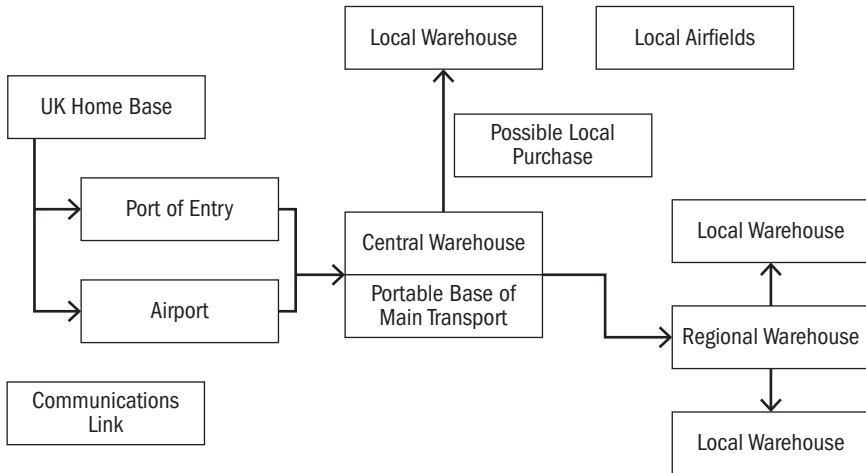 Local Warehouse
Local Airfields
UK Home Base
Possible Local
Purchase
Port of Entry
Central Warehouse
Local Warehouse
Portable Base of
Main Transport
Airport
Regional Warehouse
Communications
Link
Local Warehouse